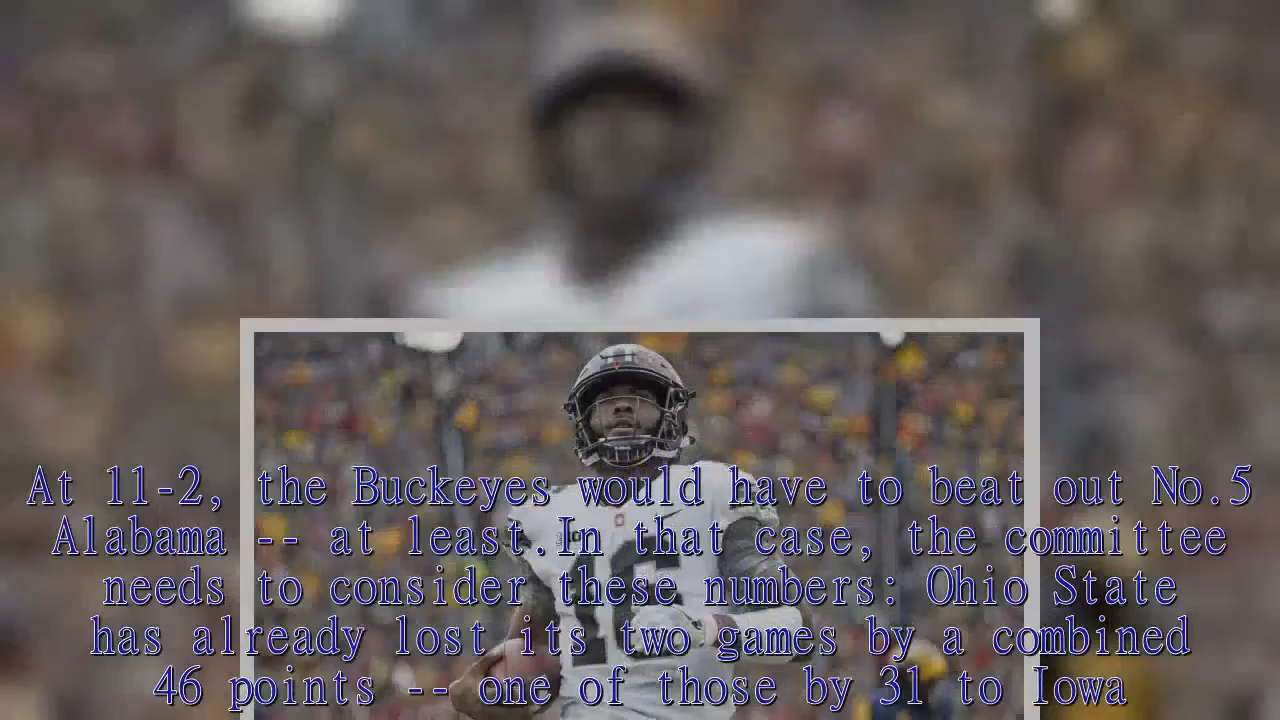 At 11-2, the Buckeyes would have to beat out No.5
Alabama -- at least.In that case, the committee
needs to consider these numbers: Ohio State
has already lost its two games by a combined
46 points -- one of those by 31 to Iowa
16